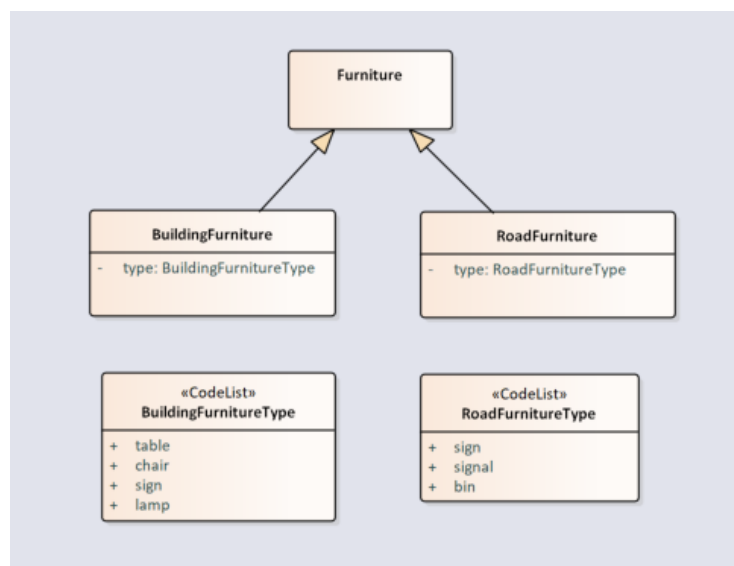 Furniture
BuildingFurniture
- type: BuildingFurnitureType
RoadFurniture
- type: RoadFurnitureType
«CodeList»
BuildingFurnitureType
+ table
+ chair
+ sign
+ lamp
«CodeList»
RoadFurnitureType
+ sign
+ signal
+ bin